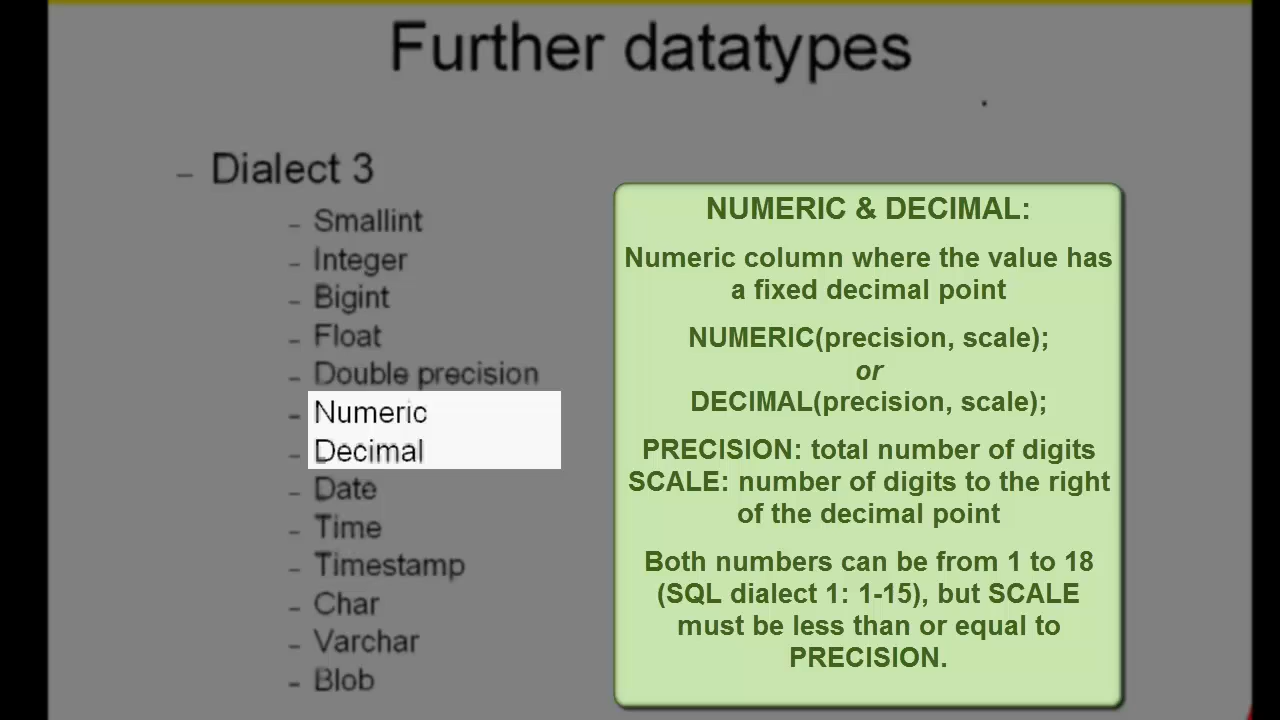 Further datatypes
– Dialect 3
– Smallint
– Integer
– Bigint
– Float
– Double precision
– Numeric
– Decimal
– Date
– Time
– Timestamp
– Char
– Varchar
– Blob
NUMERIC & DECIMAL:
Numeric column where the value has
a fixed decimal point
NUMERIC(precision, scale);
or
DECIMAL(precision, scale);
PRECISION: total number of digits
SCALE: number of digits to the right
of the decimal point
Both numbers can be from 1 to 18
(SQL dialect 1: 1-15), but SCALE
must be less than or equal to
PRECISION.